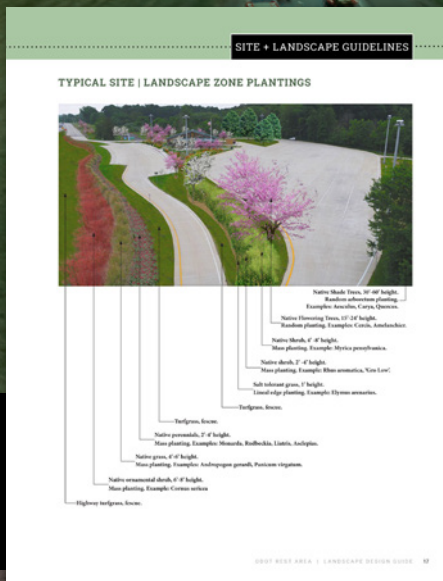 SITE + LANDSCAPE GUIDELINES
TYPICAL SITE | LANDSCAPE ZONE PLANTINGS
Native Shade Trees, 30'-60' height.
Random arboretum planting.
Examples: Aesculus, Carya, Quercus.
Native Flowering Trees, 15'-24' height.
Random planting. Examples: Cercis, Amelanchier.
Native Shrub, 4'-8' height.
Mass planting. Example: Myrica pensylvanica.
Native shrub, 2'-4' height.
Mass planting. Example: Rhus aromatica, 'Gro Low'.
Salt tolerant grass, 3' height.
Lineal edge planting. Example: Elymus arenarius.
Turfgrass, fescue.
Turfgrass, fescue.
Native perennials, 2'-4' height.
Mass planting. Examples: Monarda, Rudbeckia, Liatris, Asclepias.
Native grass, 4'-6' height.
Mass planting. Examples: Andropogon gerardi, Panicum virgatum.
Native ornamental shrub, 6'-8' height.
Mass planting. Example: Cornus sericea
Highway turfgrass, fescue.
ODOT REST AREA | LANDSCAPE DESIGN GUIDE